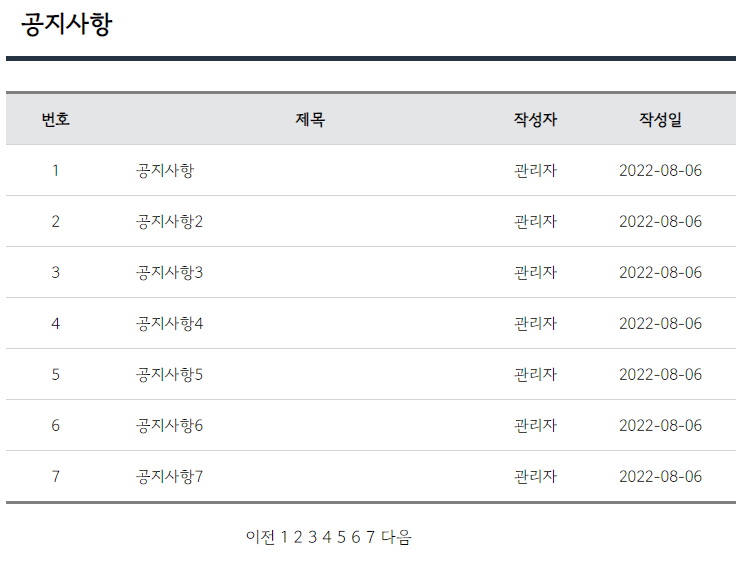 공지사항
번호 제목 작성자 작성일
1 공지사항 관리자 2022-08-06
2 공지사항2 관리자 2022-08-06
3 공지사항3 관리자 2022-08-06
4 공지사항4 관리자 2022-08-06
5 공지사항5 관리자 2022-08-06
6 공지사항6 관리자 2022-08-06
7 공지사항7 관리자 2022-08-06
이전 1 2 3 4 5 6 7 다음